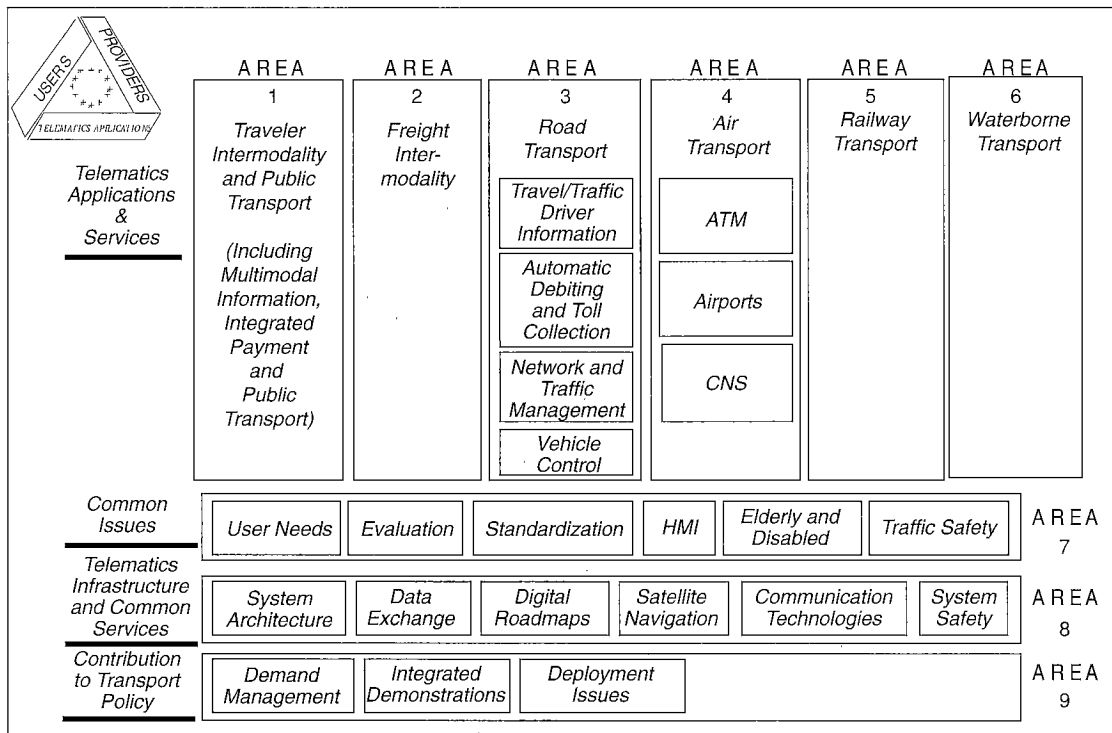 USERS
PROVIDERS
TELEMATICS APPLICATIONS
Telematics
Applications
&
Services
AREA
1
Traveler
Intermodality
and Public
Transport
(Including
Multimodal
Information,
Integrated
Payment
and
Public
Transport)
AREA
2
Freight
Inter-
modality
AREA
3
Road
Transport
Travel/Traffic
Driver
Information
Automatic
Debiting
and Toll
Collection
Network and
Traffic
Management
Vehicle
Control
AREA
4
Air
Transport
ATM
Airports
CNS
AREA
5
Railway
Transport
AREA
6
Waterborne
Transport
Common
Issues
User Needs
Evaluation
Standardization
HMI
Elderly and
Disabled
Traffic Safety
AREA
7
Telematics
Infrastructure
and Common
Services
System
Architecture
Data
Exchange
Digital
Roadmaps
Satellite
Navigation
Communication
Technologies
System
Safety
AREA
8
Contribution
to Transport
Policy
Demand
Management
Integrated
Demonstrations
Deployment
Issues
AREA
9